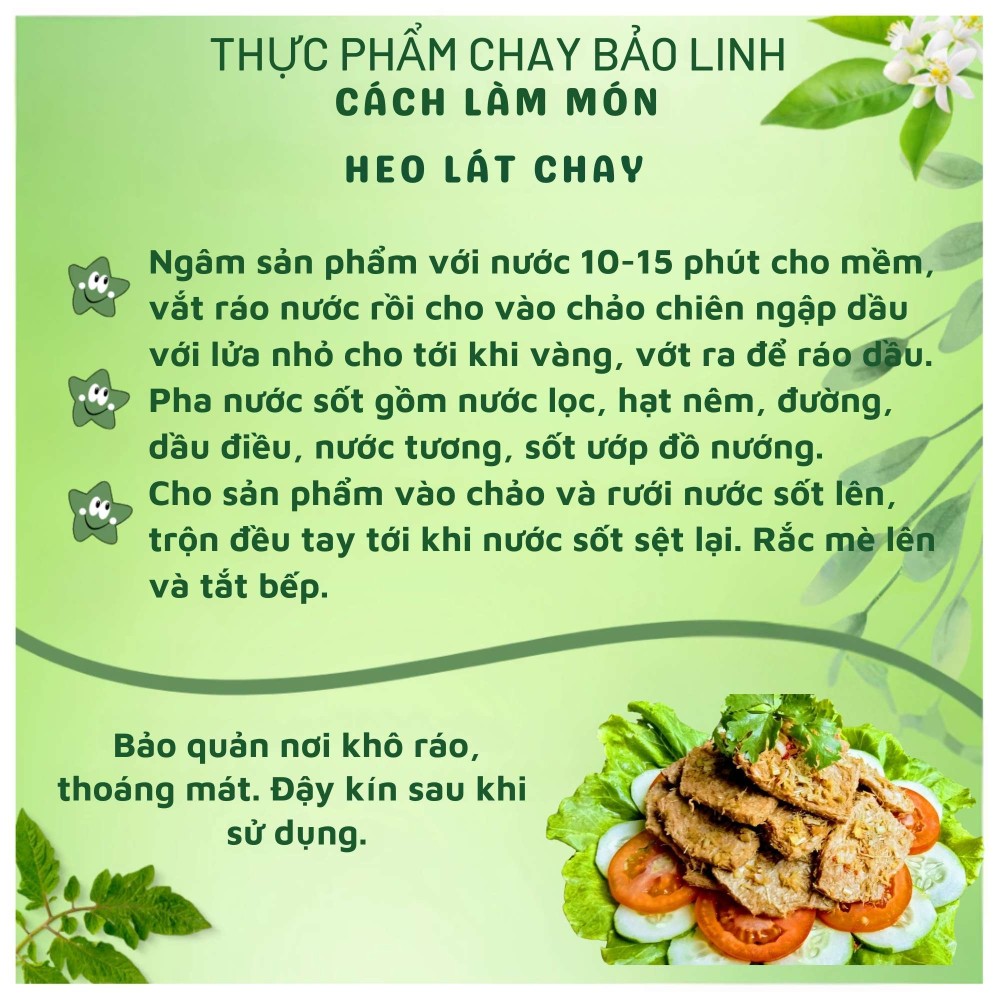 THỰC PHẨM CHAY BẢO LINH
CÁCH LÀM MÓN
HEO LÁT CHAY
Ngâm sản phẩm với nước 10-15 phút cho mềm,
vắt ráo nước rồi cho vào chảo chiên ngập dầu
với lửa nhỏ cho tới khi vàng, vớt ra để ráo dầu.
Pha nước sốt gồm nước lọc, hạt nêm, đường,
dầu điều, nước tương, sốt ướp đồ nướng.
Cho sản phẩm vào chảo và rưới nước sốt lên,
trộn đều tay tới khi nước sốt sệt lại. Rắc mè lên
và tắt bếp.
Bảo quản nơi khô ráo,
thoáng mát. Đậy kín sau khi
sử dụng.